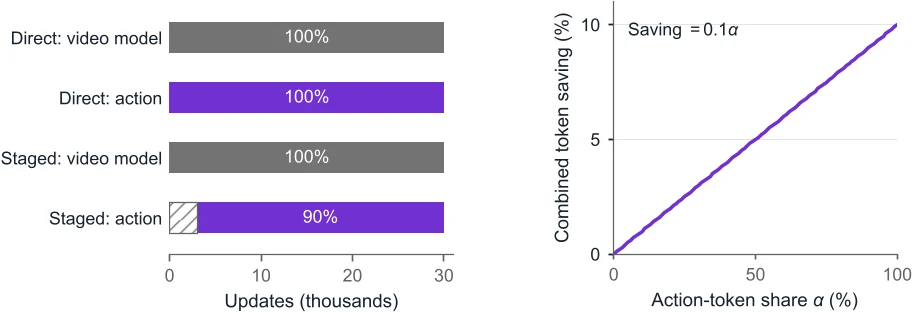 Direct: video model
100%
Direct: action
100%
Staged: video model
100%
Staged: action
90%
0
10
20
30
Updates (thousands)
Combined token saving (%)
10
5
0
Saving = 0.1α
0
50
100
Action-token share α (%)